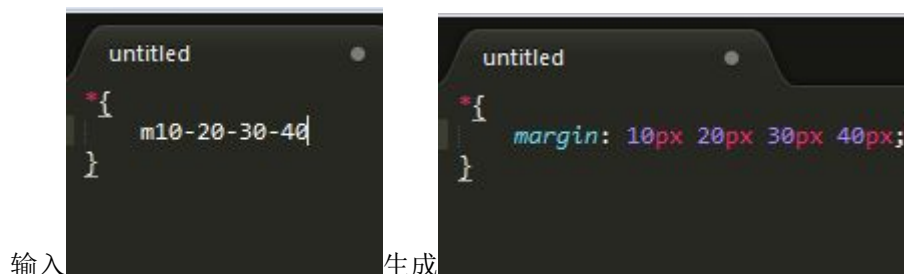 untitled
*{
m10-20-30-40
}
untitled
*{
margin: 10px 20px 30px 40px;
}
输入
生成